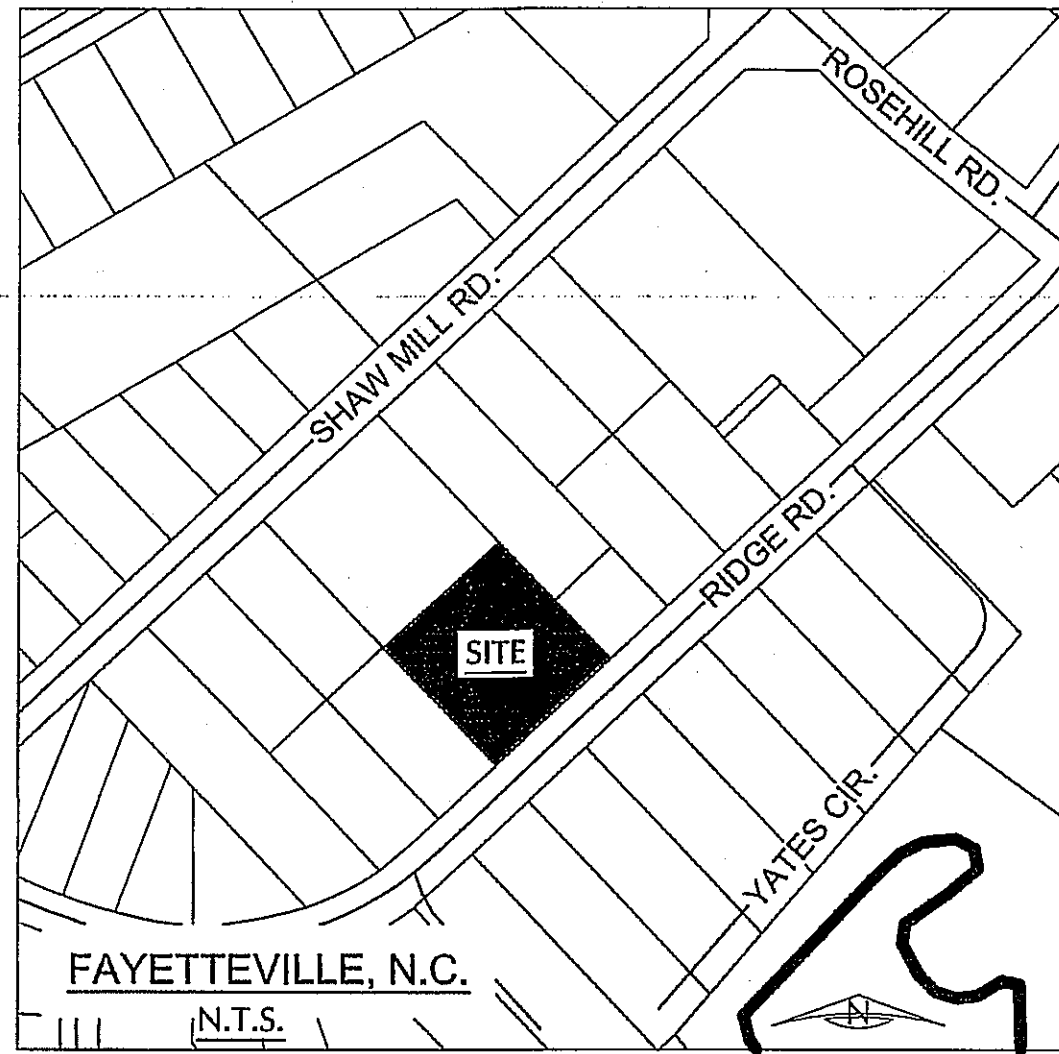 ROSEHILL RD.
SHAW MILL RD.
RIDGE RD.
SITE
YATES CIR.
FAYETTEVILLE, N.C.
N.T.S.
N